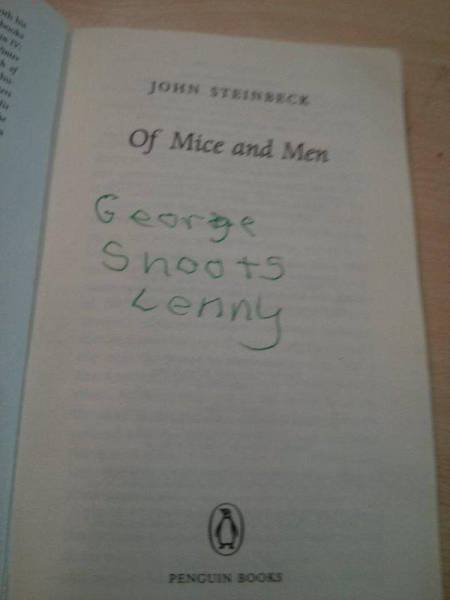 JOHN STEINBECK
Of Mice and Men
George
Shoots
Lenny
PENGUIN BOOKS